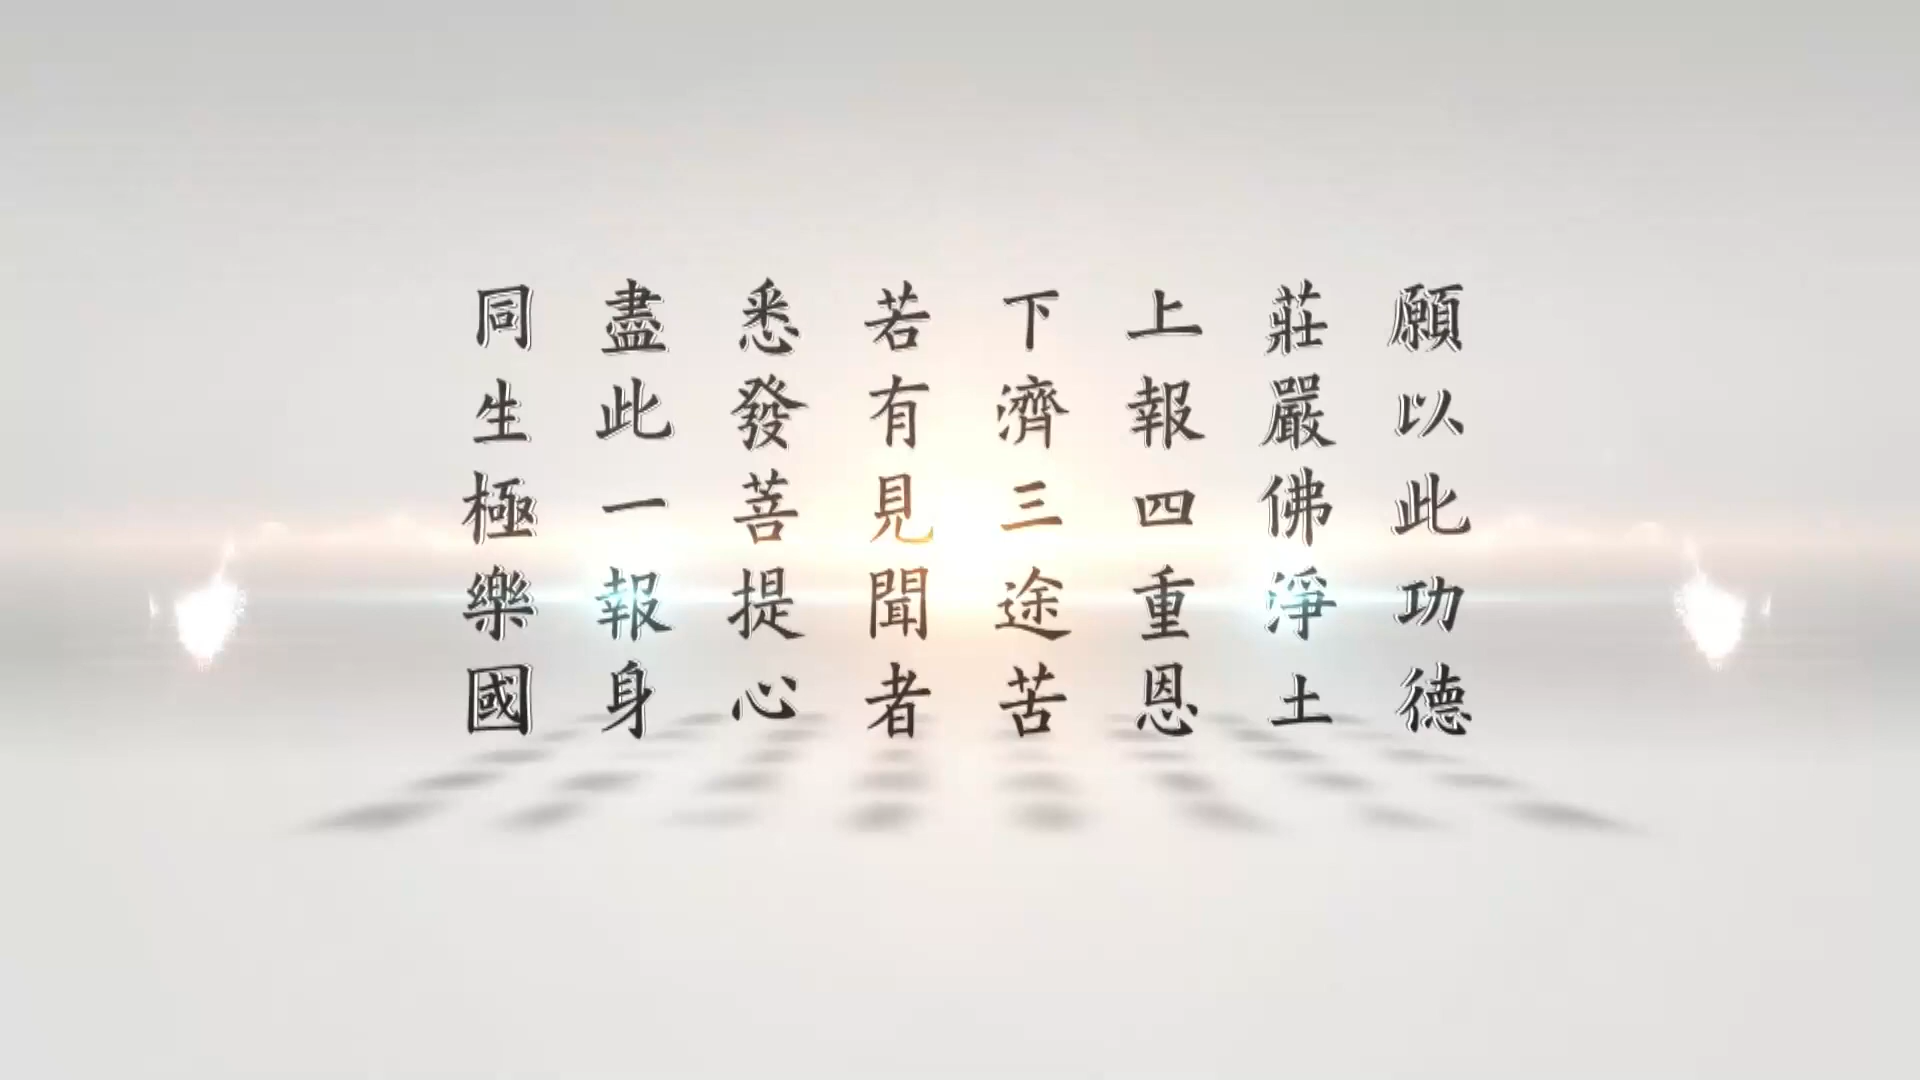 願以此功德
莊嚴佛淨土
上報四重恩
下濟三途苦
若有見聞者
悉發菩提心
盡此一報身
同生極樂國